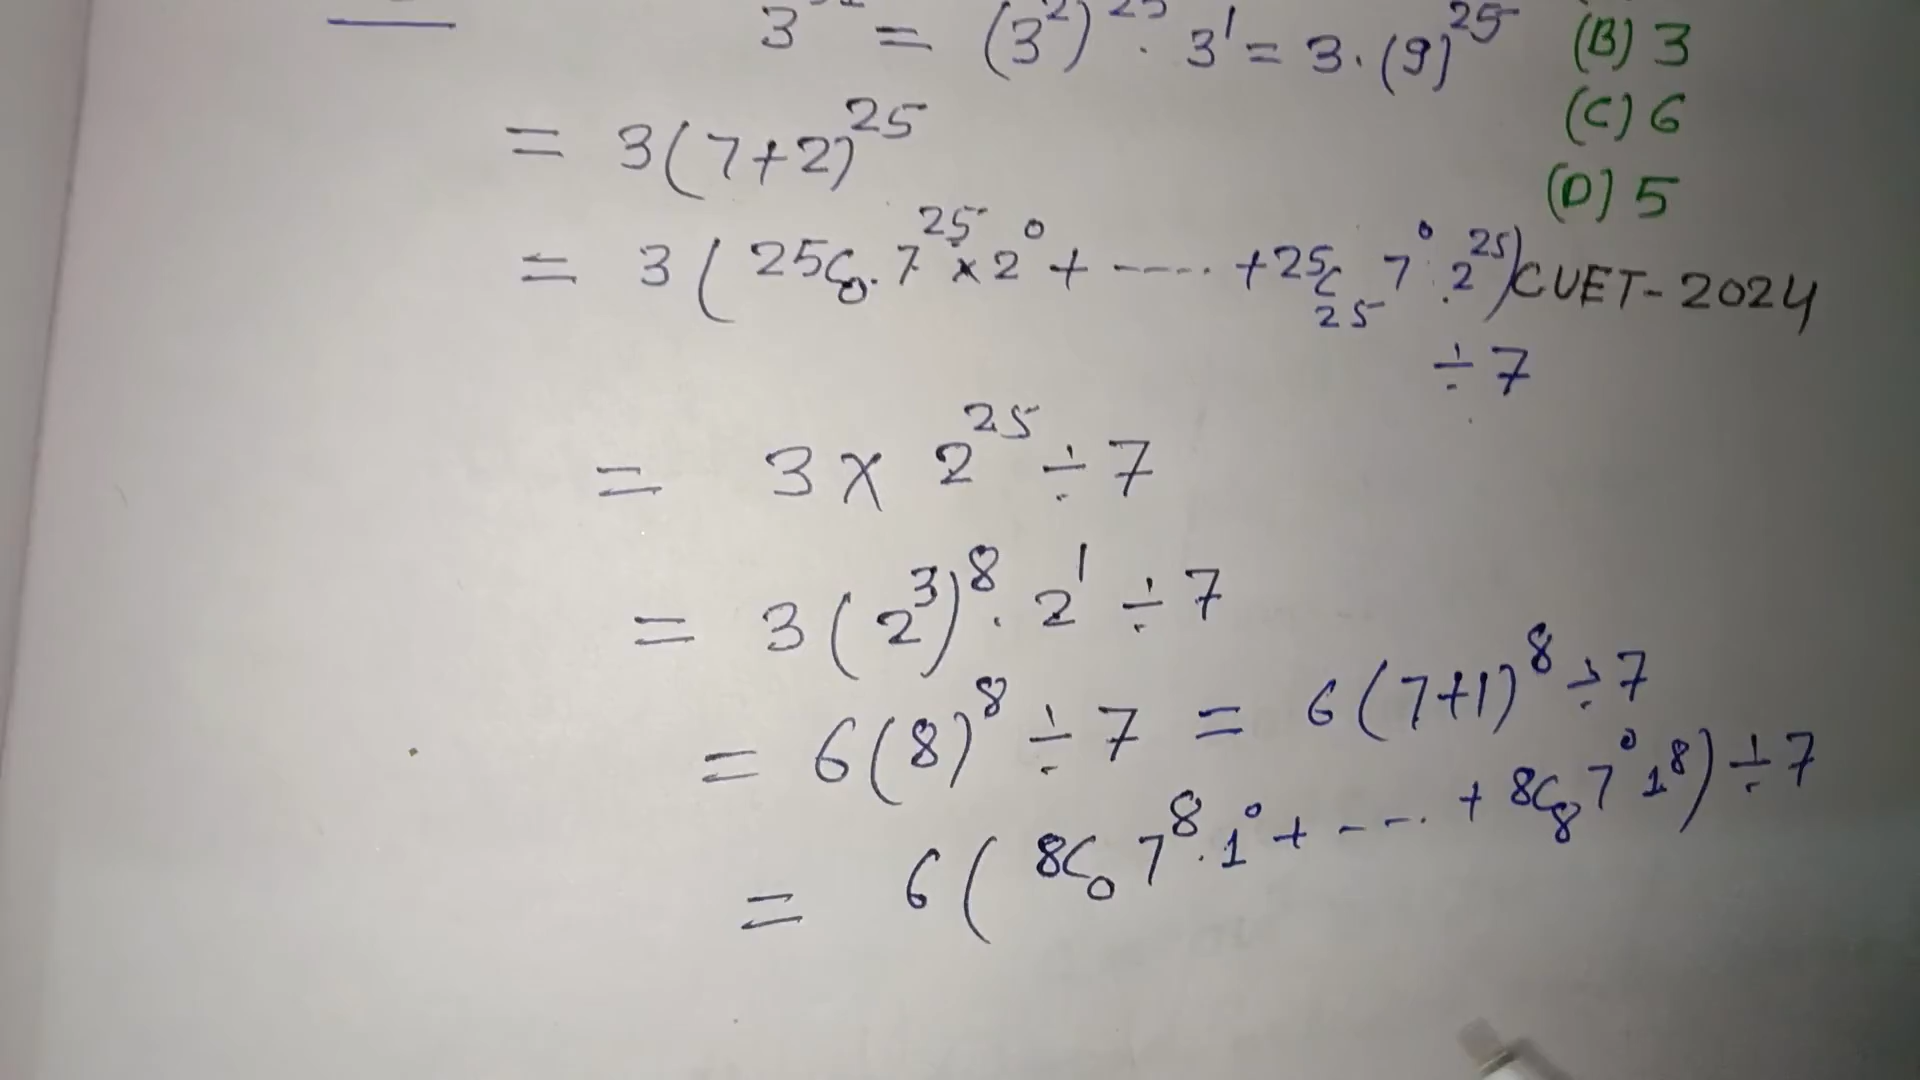 3⁵¹ = (3²)²⁵ · 3¹ = 3 · (9)²⁵
(B) 3
= 3(7+2)²⁵
(C) 6
(D) 5
= 3(25C₀ · 7²⁵ × 2⁰ + ----- + 25C₂₅ 7⁰ · 2²⁵) CUET-2024
÷ 7
= 3 × 2²⁵ ÷ 7
= 3(2³)⁸ · 2¹ ÷ 7
= 6(8)⁸ ÷ 7 = 6(7+1)⁸ ÷ 7
= 6(8C₀ 7⁸ · 1⁰ + ---- + 8C₈ 7⁰ 1⁸) ÷ 7